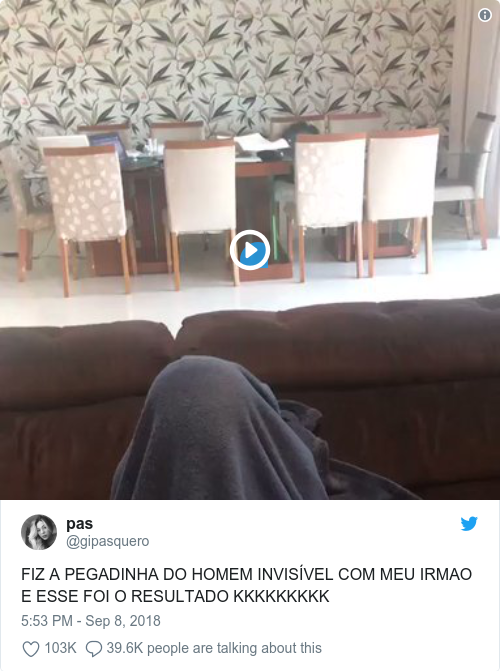 pas
@gipasquero
FIZ A PEGADINHA DO HOMEM INVISÍVEL COM MEU IRMAO
E ESSE FOI O RESULTADO KKKKKKKKK
5:53 PM - Sep 8, 2018
103K 39.6K people are talking about this